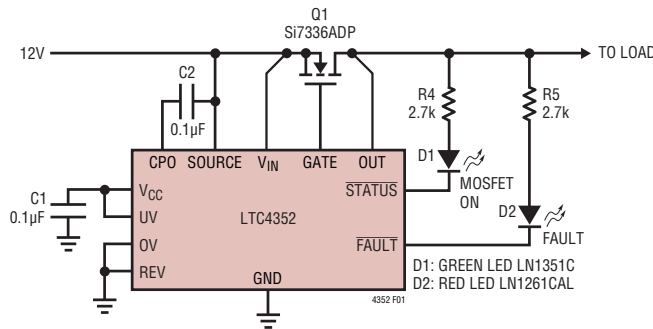 Q1
Si7336ADP
12V
TO LOAD
C2
0.1µF
R4
2.7k
R5
2.7k
CPO SOURCE VIN GATE OUT
D1
MOSFET
ON
STATUS
C1
0.1µF
VCC
UV
LTC4352
D2
FAULT
OV
FAULT
REV
GND
D1: GREEN LED LN1351C
D2: RED LED LN1261CAL
4352 F01